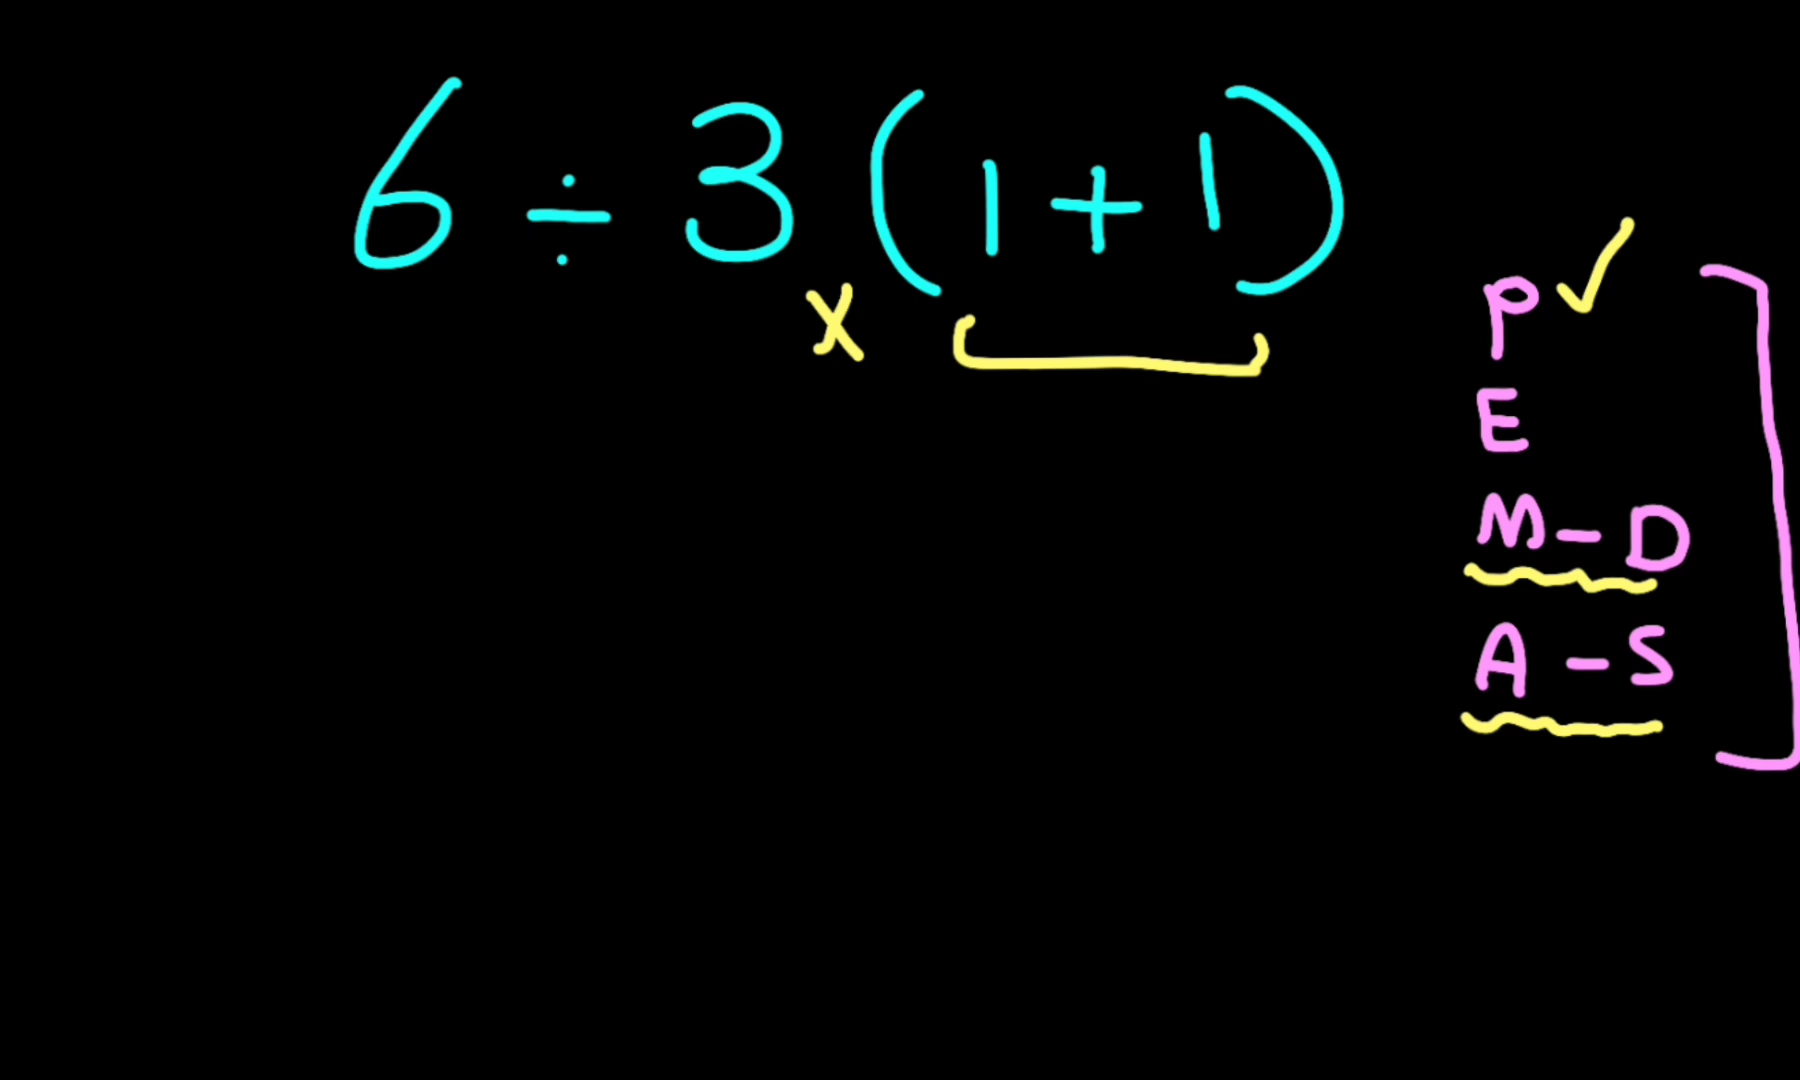 6 ÷ 3 (1 + 1)
x
P ✓
E
M - D
A - S